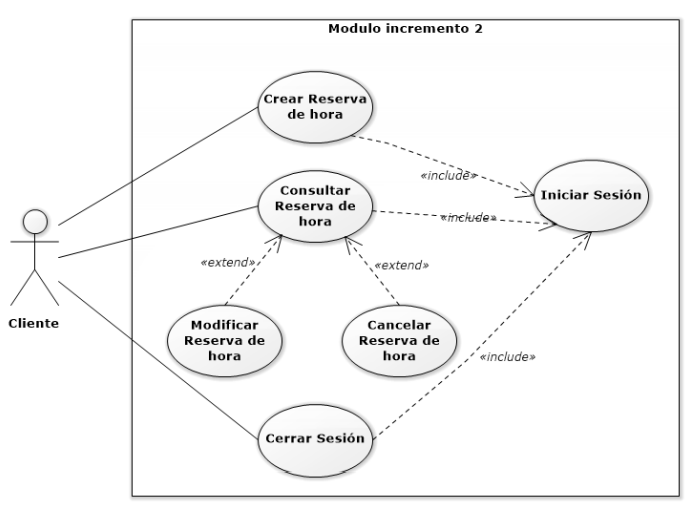 Modulo incremento 2
Crear Reserva
de hora
«include»
Iniciar Sesión
Consultar
Reserva de
hora
«include»
«extend»
«extend»
Cliente
Modificar
Reserva de
hora
Cancelar
Reserva de
hora
«include»
Cerrar Sesión